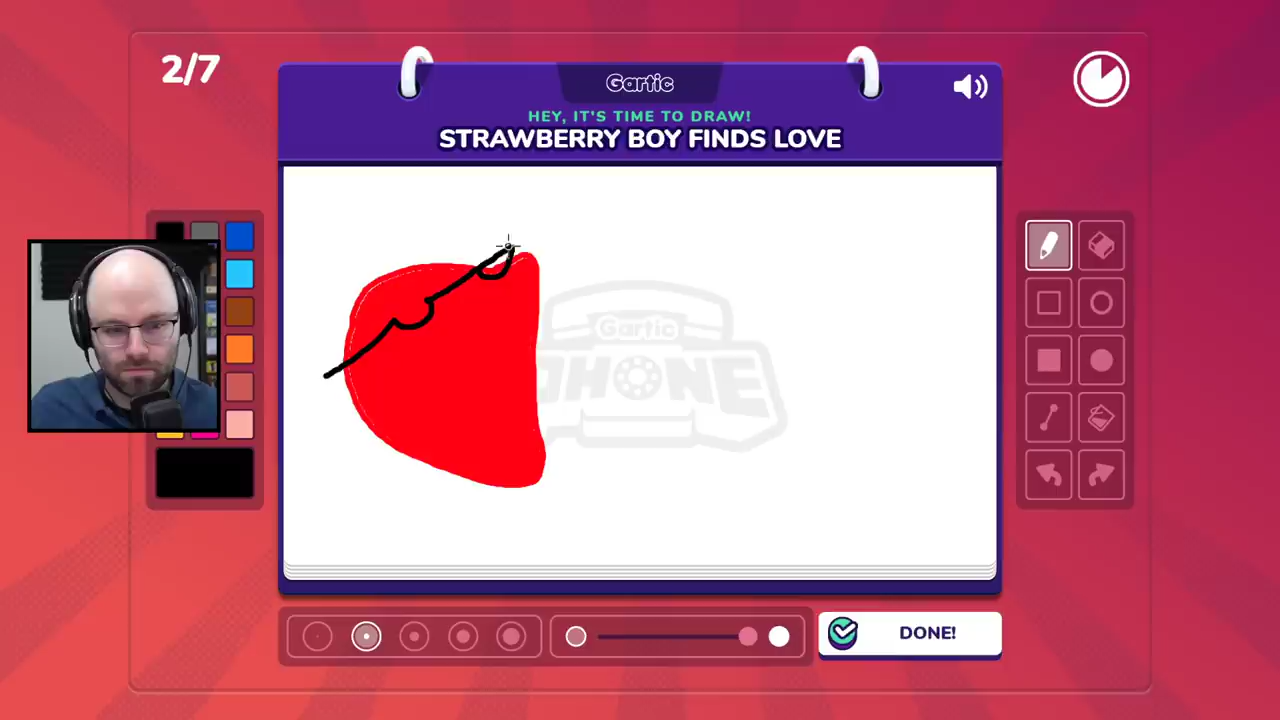 2/7
Gartic
HEY, IT'S TIME TO DRAW!
STRAWBERRY BOY FINDS LOVE
Gartic
PHONE
DONE!